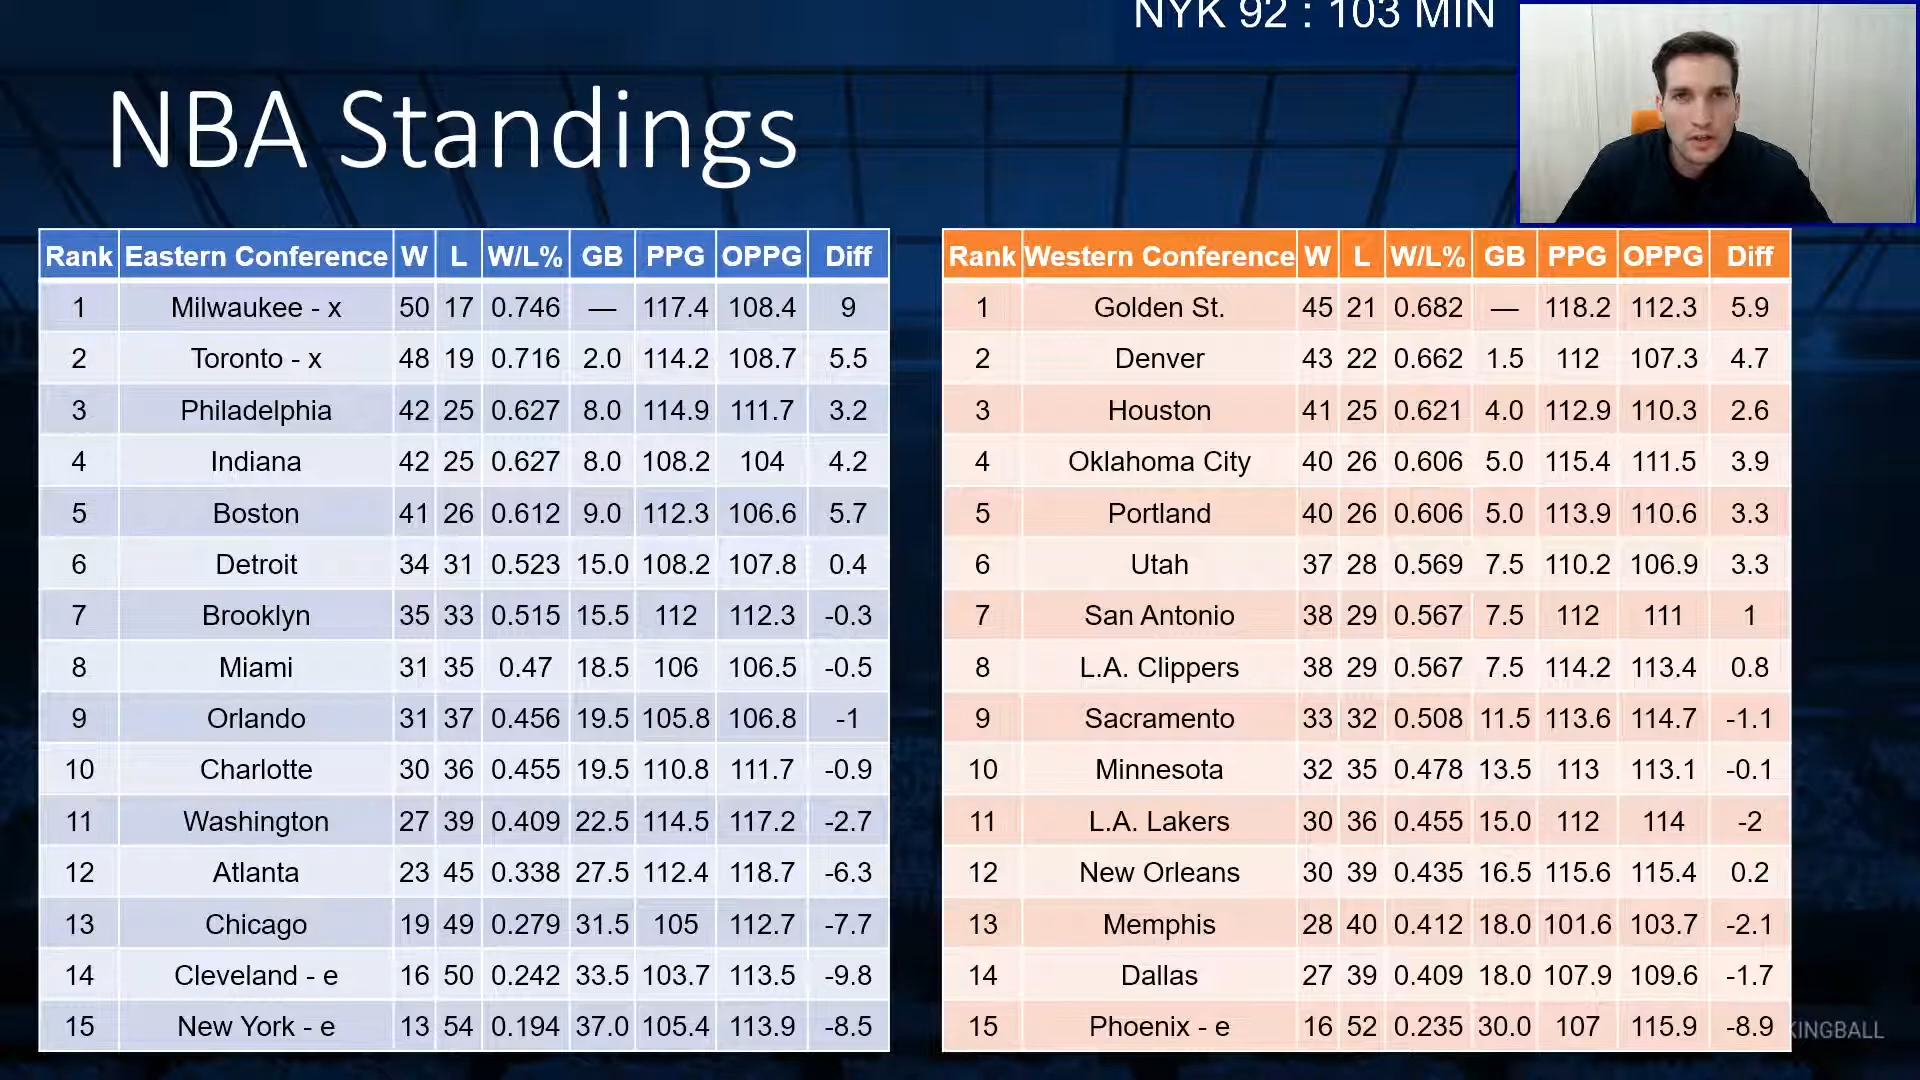 NYK 92 : 103 MIN
NBA Standings
Rank Eastern Conference W L W/L% GB PPG OPPG Diff
1 Milwaukee - x 50 17 0.746 — 117.4 108.4 9
2 Toronto - x 48 19 0.716 2.0 114.2 108.7 5.5
3 Philadelphia 42 25 0.627 8.0 114.9 111.7 3.2
4 Indiana 42 25 0.627 8.0 108.2 104 4.2
5 Boston 41 26 0.612 9.0 112.3 106.6 5.7
6 Detroit 34 31 0.523 15.0 108.2 107.8 0.4
7 Brooklyn 35 33 0.515 15.5 112 112.3 -0.3
8 Miami 31 35 0.47 18.5 106 106.5 -0.5
9 Orlando 31 37 0.456 19.5 105.8 106.8 -1
10 Charlotte 30 36 0.455 19.5 110.8 111.7 -0.9
11 Washington 27 39 0.409 22.5 114.5 117.2 -2.7
12 Atlanta 23 45 0.338 27.5 112.4 118.7 -6.3
13 Chicago 19 49 0.279 31.5 105 112.7 -7.7
14 Cleveland - e 16 50 0.242 33.5 103.7 113.5 -9.8
15 New York - e 13 54 0.194 37.0 105.4 113.9 -8.5
Rank Western Conference W L W/L% GB PPG OPPG Diff
1 Golden St. 45 21 0.682 — 118.2 112.3 5.9
2 Denver 43 22 0.662 1.5 112 107.3 4.7
3 Houston 41 25 0.621 4.0 112.9 110.3 2.6
4 Oklahoma City 40 26 0.606 5.0 115.4 111.5 3.9
5 Portland 40 26 0.606 5.0 113.9 110.6 3.3
6 Utah 37 28 0.569 7.5 110.2 106.9 3.3
7 San Antonio 38 29 0.567 7.5 112 111 1
8 L.A. Clippers 38 29 0.567 7.5 114.2 113.4 0.8
9 Sacramento 33 32 0.508 11.5 113.6 114.7 -1.1
10 Minnesota 32 35 0.478 13.5 113 113.1 -0.1
11 L.A. Lakers 30 36 0.455 15.0 112 114 -2
12 New Orleans 30 39 0.435 16.5 115.6 115.4 0.2
13 Memphis 28 40 0.412 18.0 101.6 103.7 -2.1
14 Dallas 27 39 0.409 18.0 107.9 109.6 -1.7
15 Phoenix - e 16 52 0.235 30.0 107 115.9 -8.9
KINGBALL